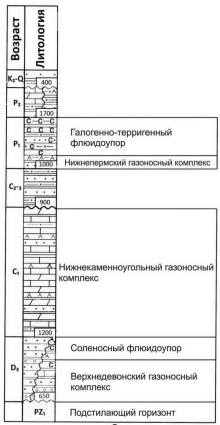 Возраст
Литология
K₂-Q
400
P₂
1700
P₁
C C C C
Галогенно-терригенный
флюидоупор
1000
Нижнепермский газоносный комплекс
C₂₋₃
900
C₁
Нижнекаменноугольный газоносный
комплекс
1200
D₃
C
Соленосный флюидоупор
C
Верхнедевонский газоносный
комплекс
650
PZ₁
Подстилающий горизонт